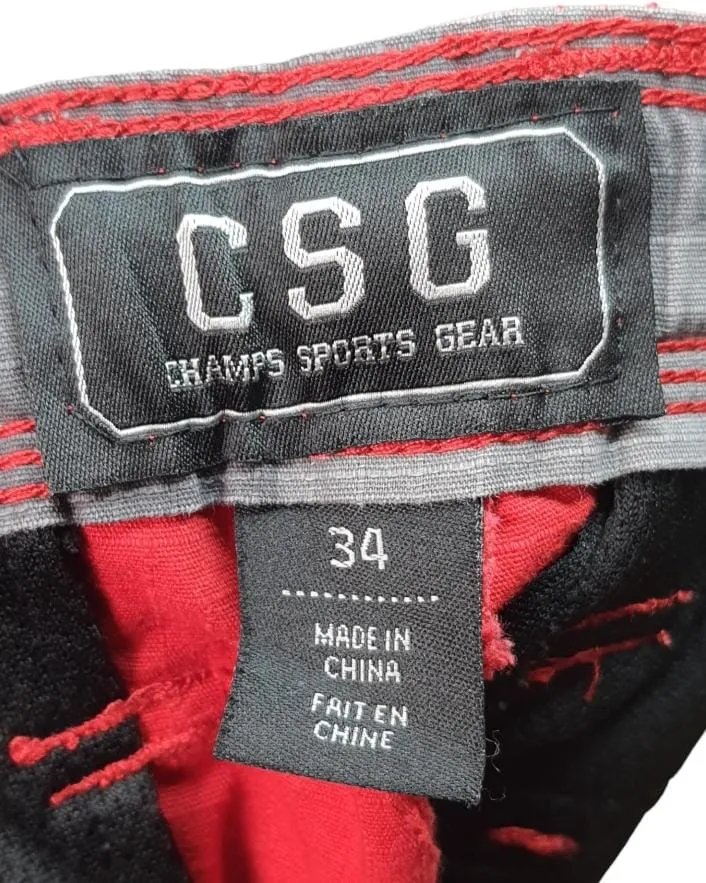 CSG
CHAMPS SPORTS GEAR
34
MADE IN
CHINA
FAIT EN
CHINE